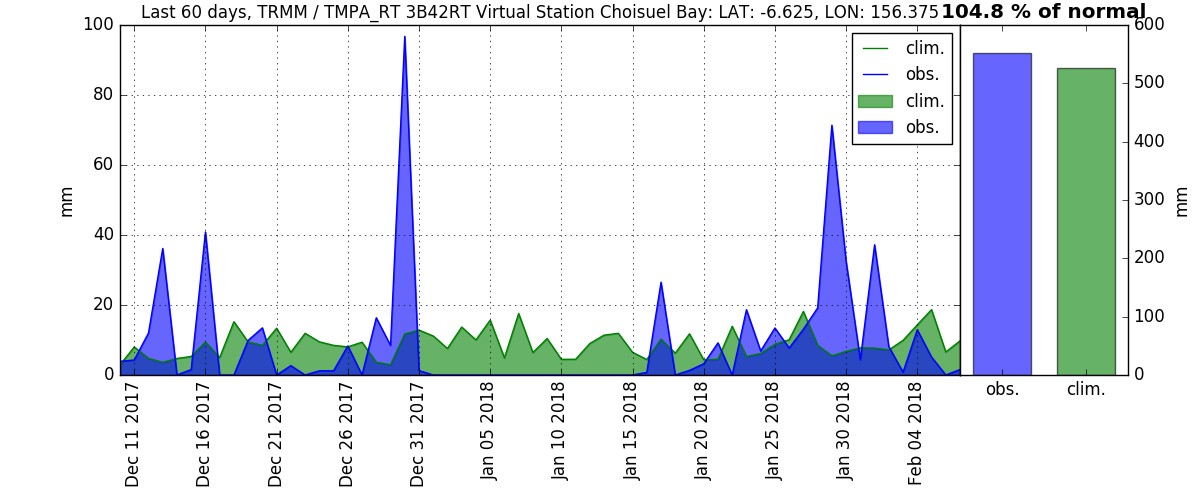 Last 60 days, TRMM / TMPA_RT 3B42RT Virtual Station Choisuel Bay: LAT: -6.625, LON: 156.375
104.8 % of normal
100
80
60
40
20
0
mm
clim.
obs.
clim.
obs.
Dec 11 2017
Dec 16 2017
Dec 21 2017
Dec 26 2017
Dec 31 2017
Jan 05 2018
Jan 10 2018
Jan 15 2018
Jan 20 2018
Jan 25 2018
Jan 30 2018
Feb 04 2018
600
500
400
300
200
100
0
mm
obs.
clim.